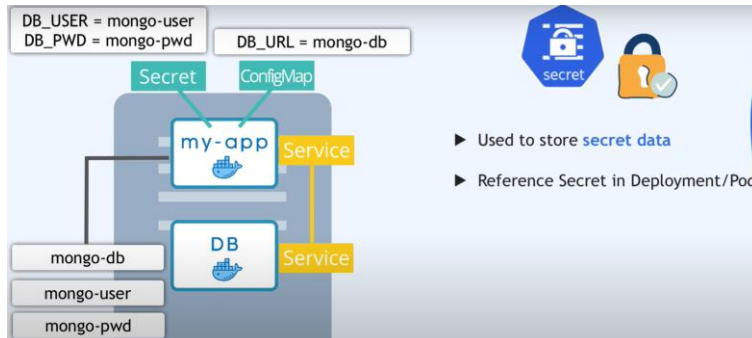 DB_USER = mongo-user
DB_PWD = mongo-pwd
DB_URL = mongo-db
Secret
ConfigMap
my-app
Service
DB
Service
mongo-db
mongo-user
mongo-pwd
secret
► Used to store secret data
► Reference Secret in Deployment/Poc